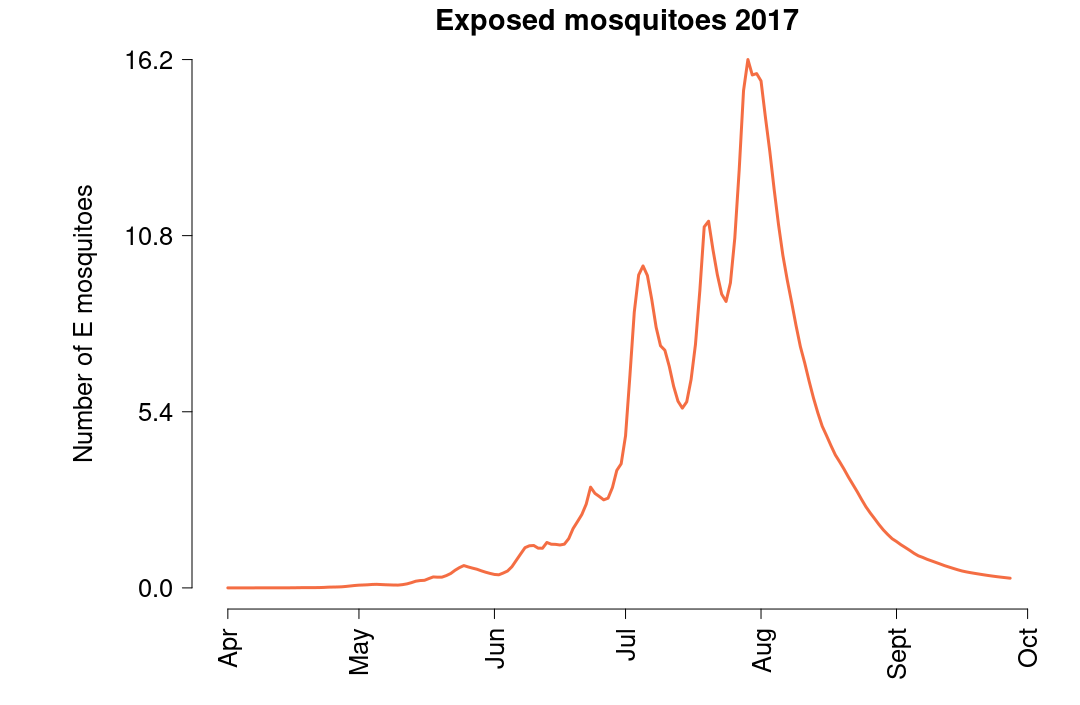 Exposed mosquitoes 2017
Number of E mosquitoes
16.2
10.8
5.4
0.0
Apr
May
Jun
Jul
Aug
Sept
Oct